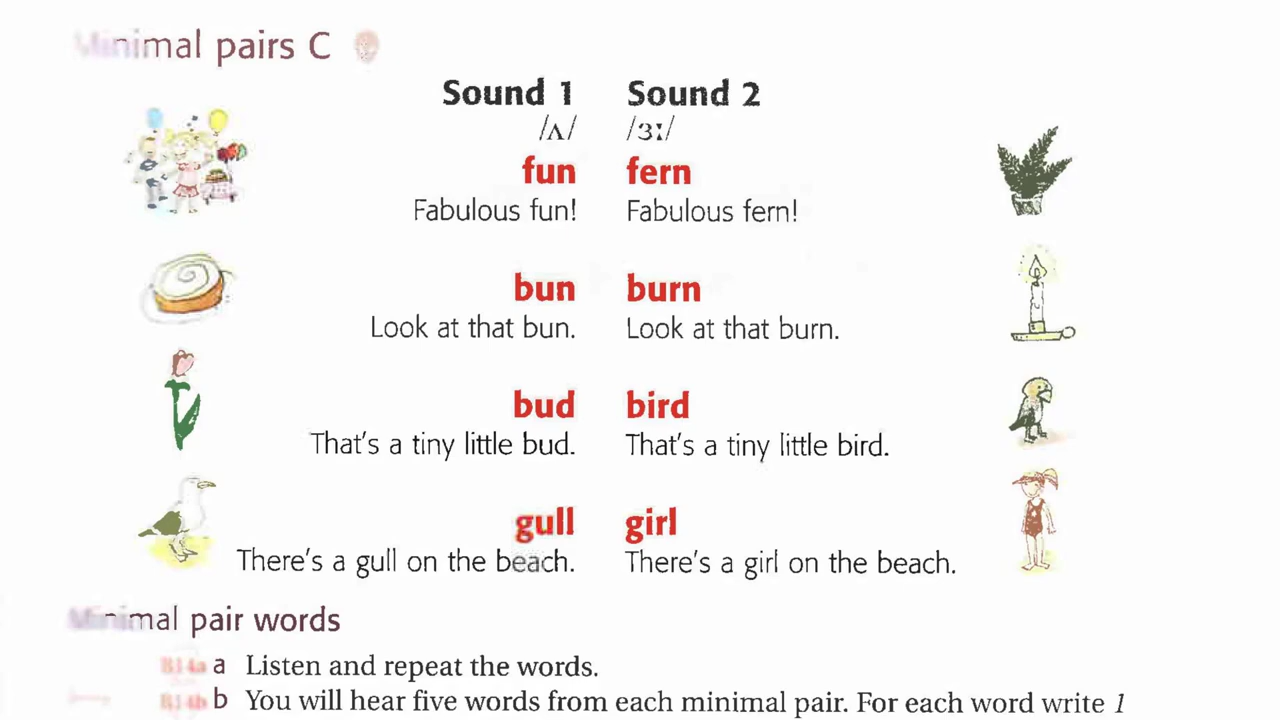 Minimal pairs C
Sound 1 Sound 2
/ʌ/ /ɜː/
fun fern
Fabulous fun! Fabulous fern!
bun burn
Look at that bun. Look at that burn.
bud bird
That's a tiny little bud. That's a tiny little bird.
gull girl
There's a gull on the beach. There's a girl on the beach.
Minimal pair words
B14a a Listen and repeat the words.
B14b b You will hear five words from each minimal pair. For each word write 1